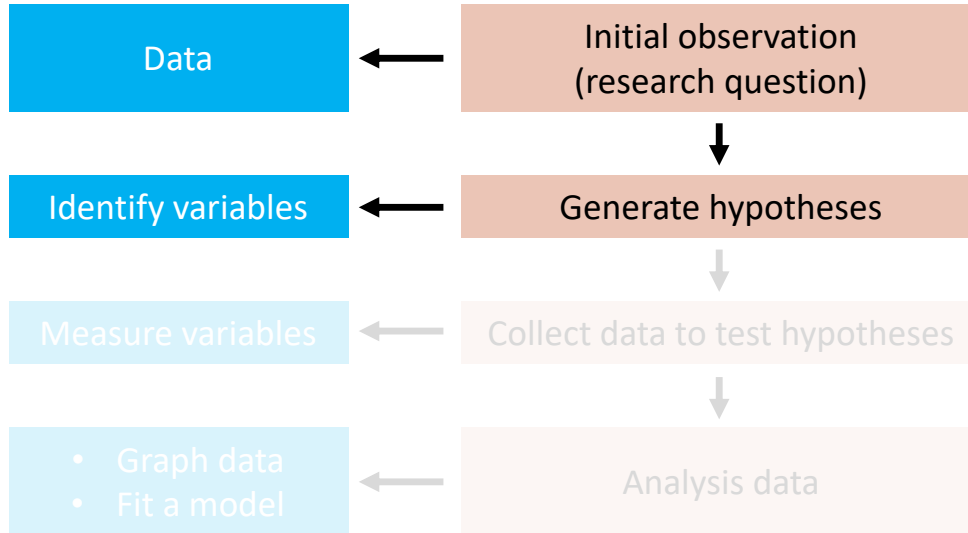 Data
Initial observation
(research question)
Identify variables
Generate hypotheses
Measure variables
Collect data to test hypotheses
• Graph data
• Fit a model
Analysis data